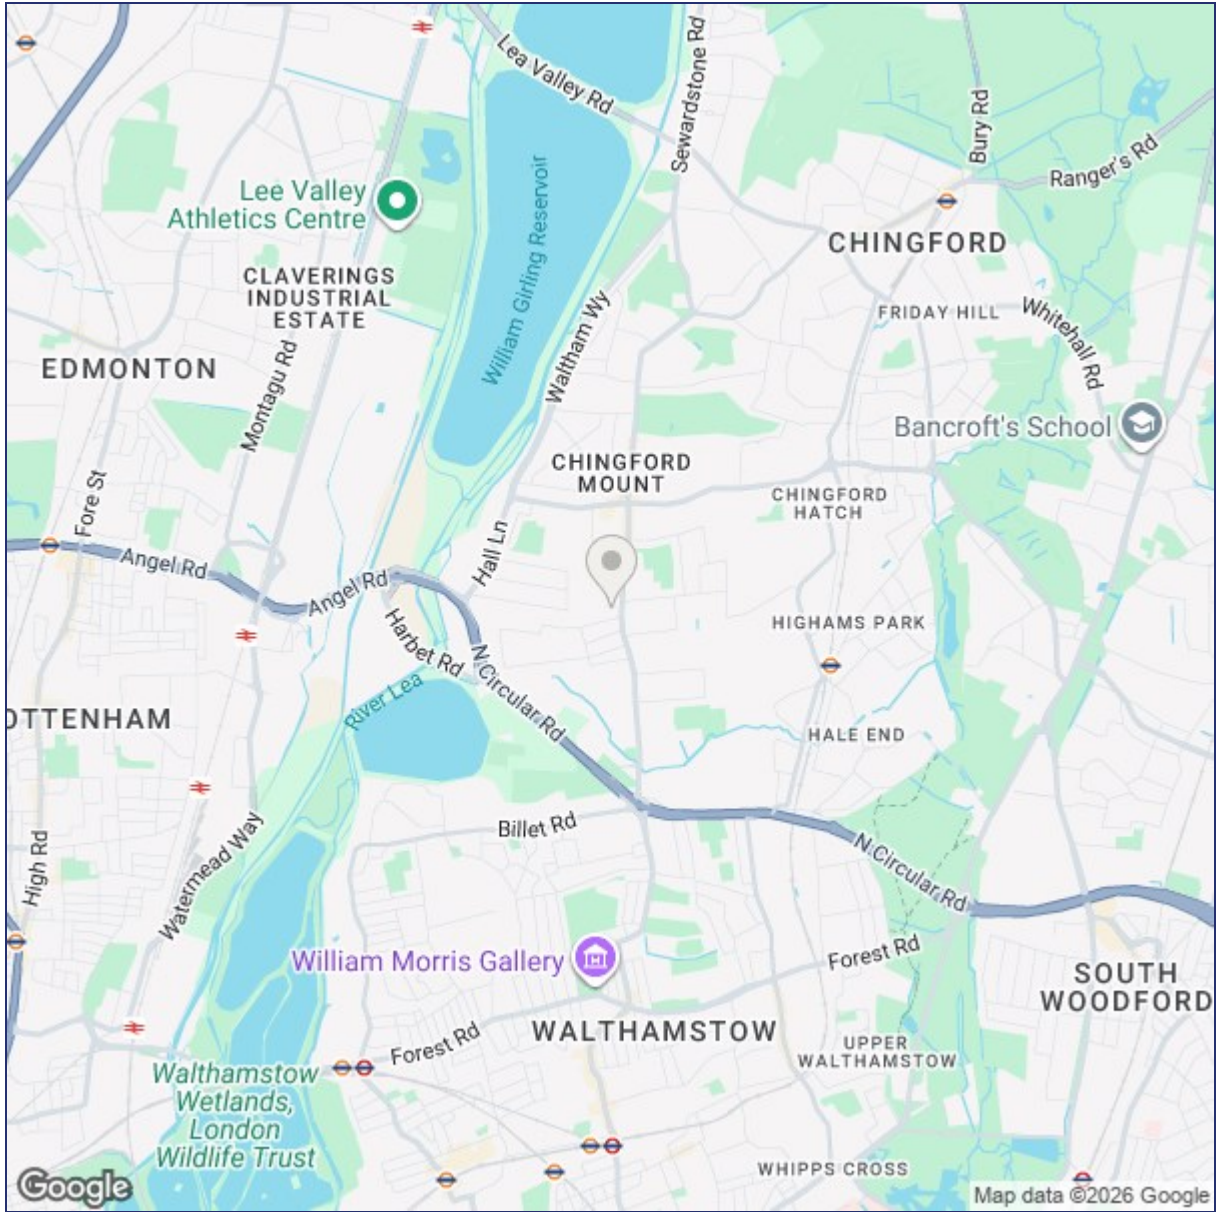 Lea Valley Rd
Sewardstone Rd
Bury Rd
Ranger's Rd
Lee Valley
Athletics Centre
William Girling Reservoir
CHINGFORD
CLAVERINGS
INDUSTRIAL
ESTATE
Waltham Wy
FRIDAY HILL
Whitehall Rd
EDMONTON
Montagu Rd
Bancroft's School
CHINGFORD
MOUNT
CHINGFORD
HATCH
Fore St
Hall Ln
Angel Rd
Angel Rd
Harbet Rd
HIGHAMS PARK
N Circular Rd
River Lea
OTTENHAM
HALE END
Billet Rd
High Rd
Watermead Way
N Circular Rd
William Morris Gallery
Forest Rd
SOUTH
WOODFORD
Forest Rd
WALTHAMSTOW
UPPER
WALTHAMSTOW
Walthamstow
Wetlands,
London
Wildlife Trust
WHIPPS CROSS
Google
Map data ©2026 Google